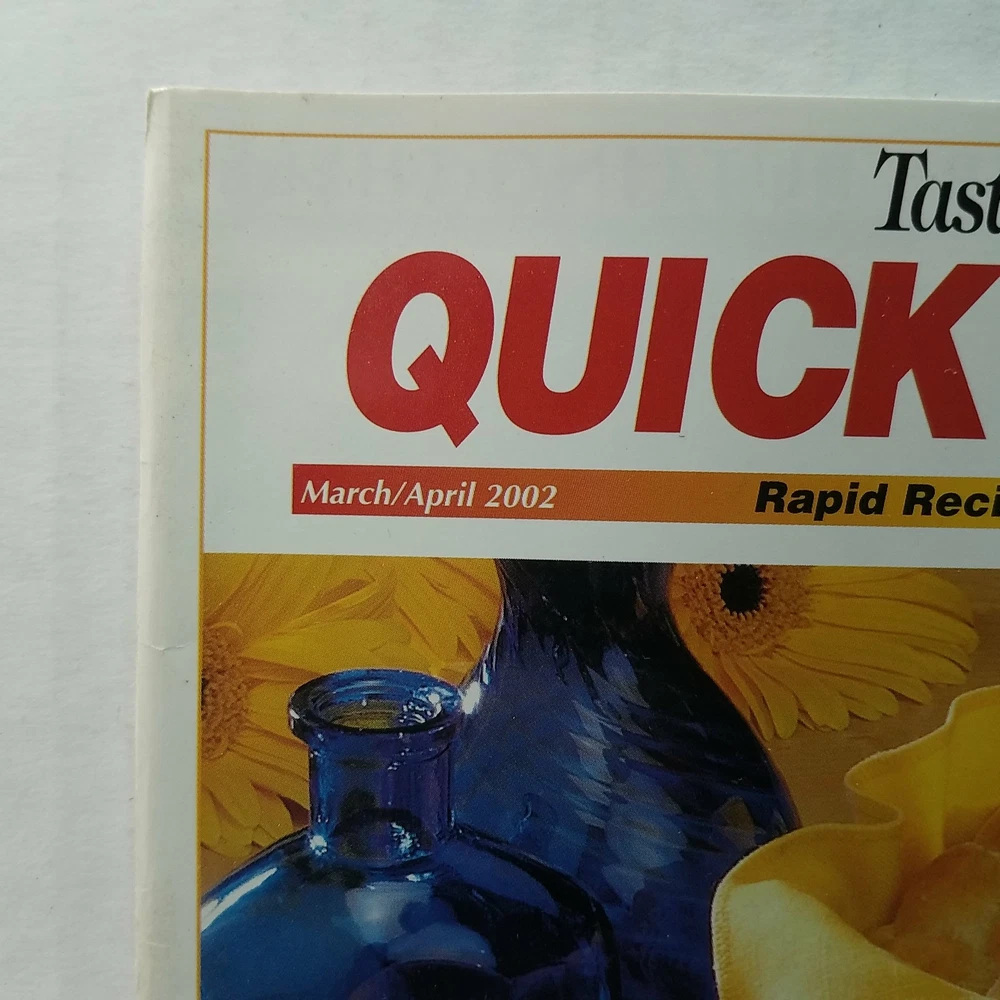 Tast
QUICK
March/April 2002 Rapid Reci